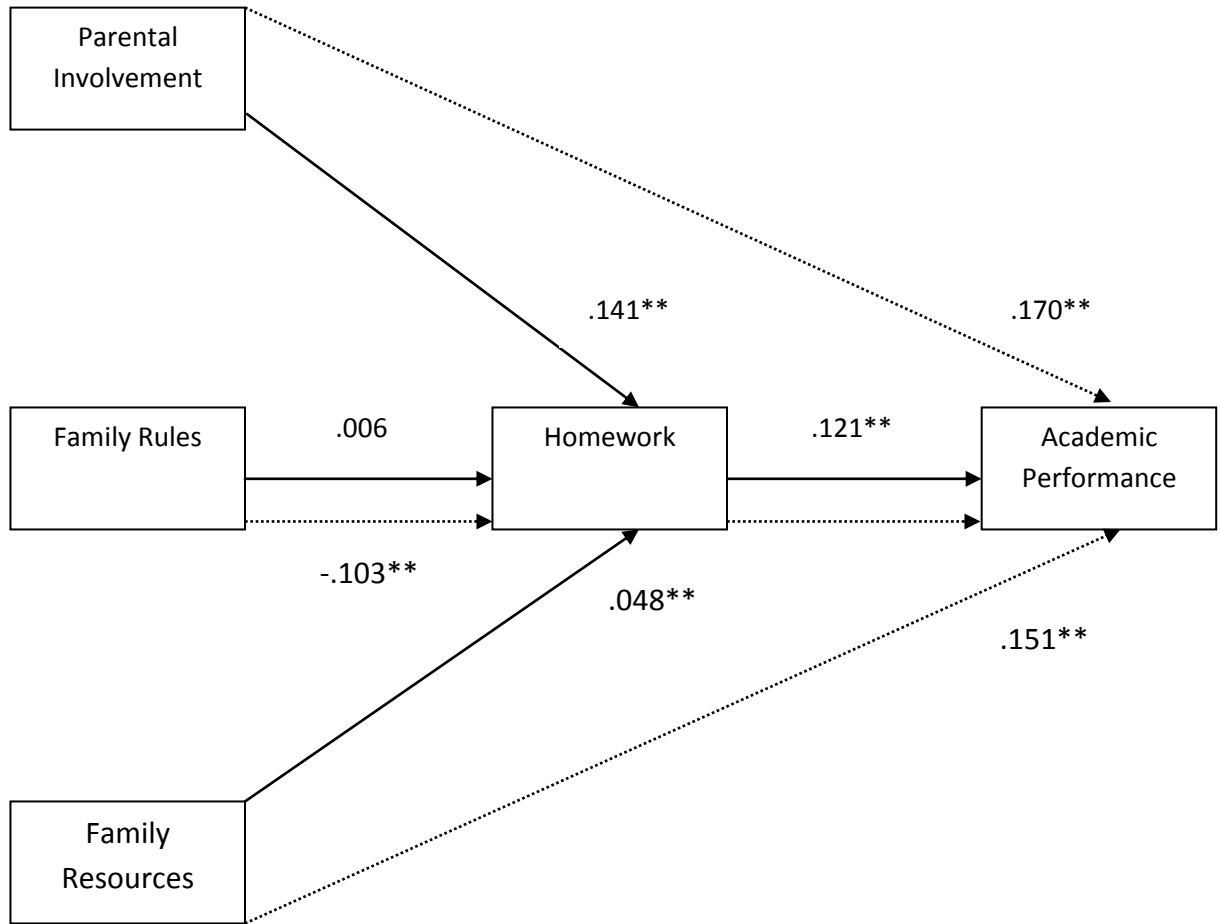 Parental
Involvement
.141**
.170**
Family Rules
.006
Homework
.121**
Academic
Performance
-.103**
.048**
.151**
Family
Resources